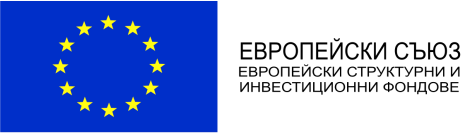 ЕВРОПЕЙСКИ СЪЮЗ
ЕВРОПЕЙСКИ СТРУКТУРНИ И
ИНВЕСТИЦИОННИ ФОНДОВЕ